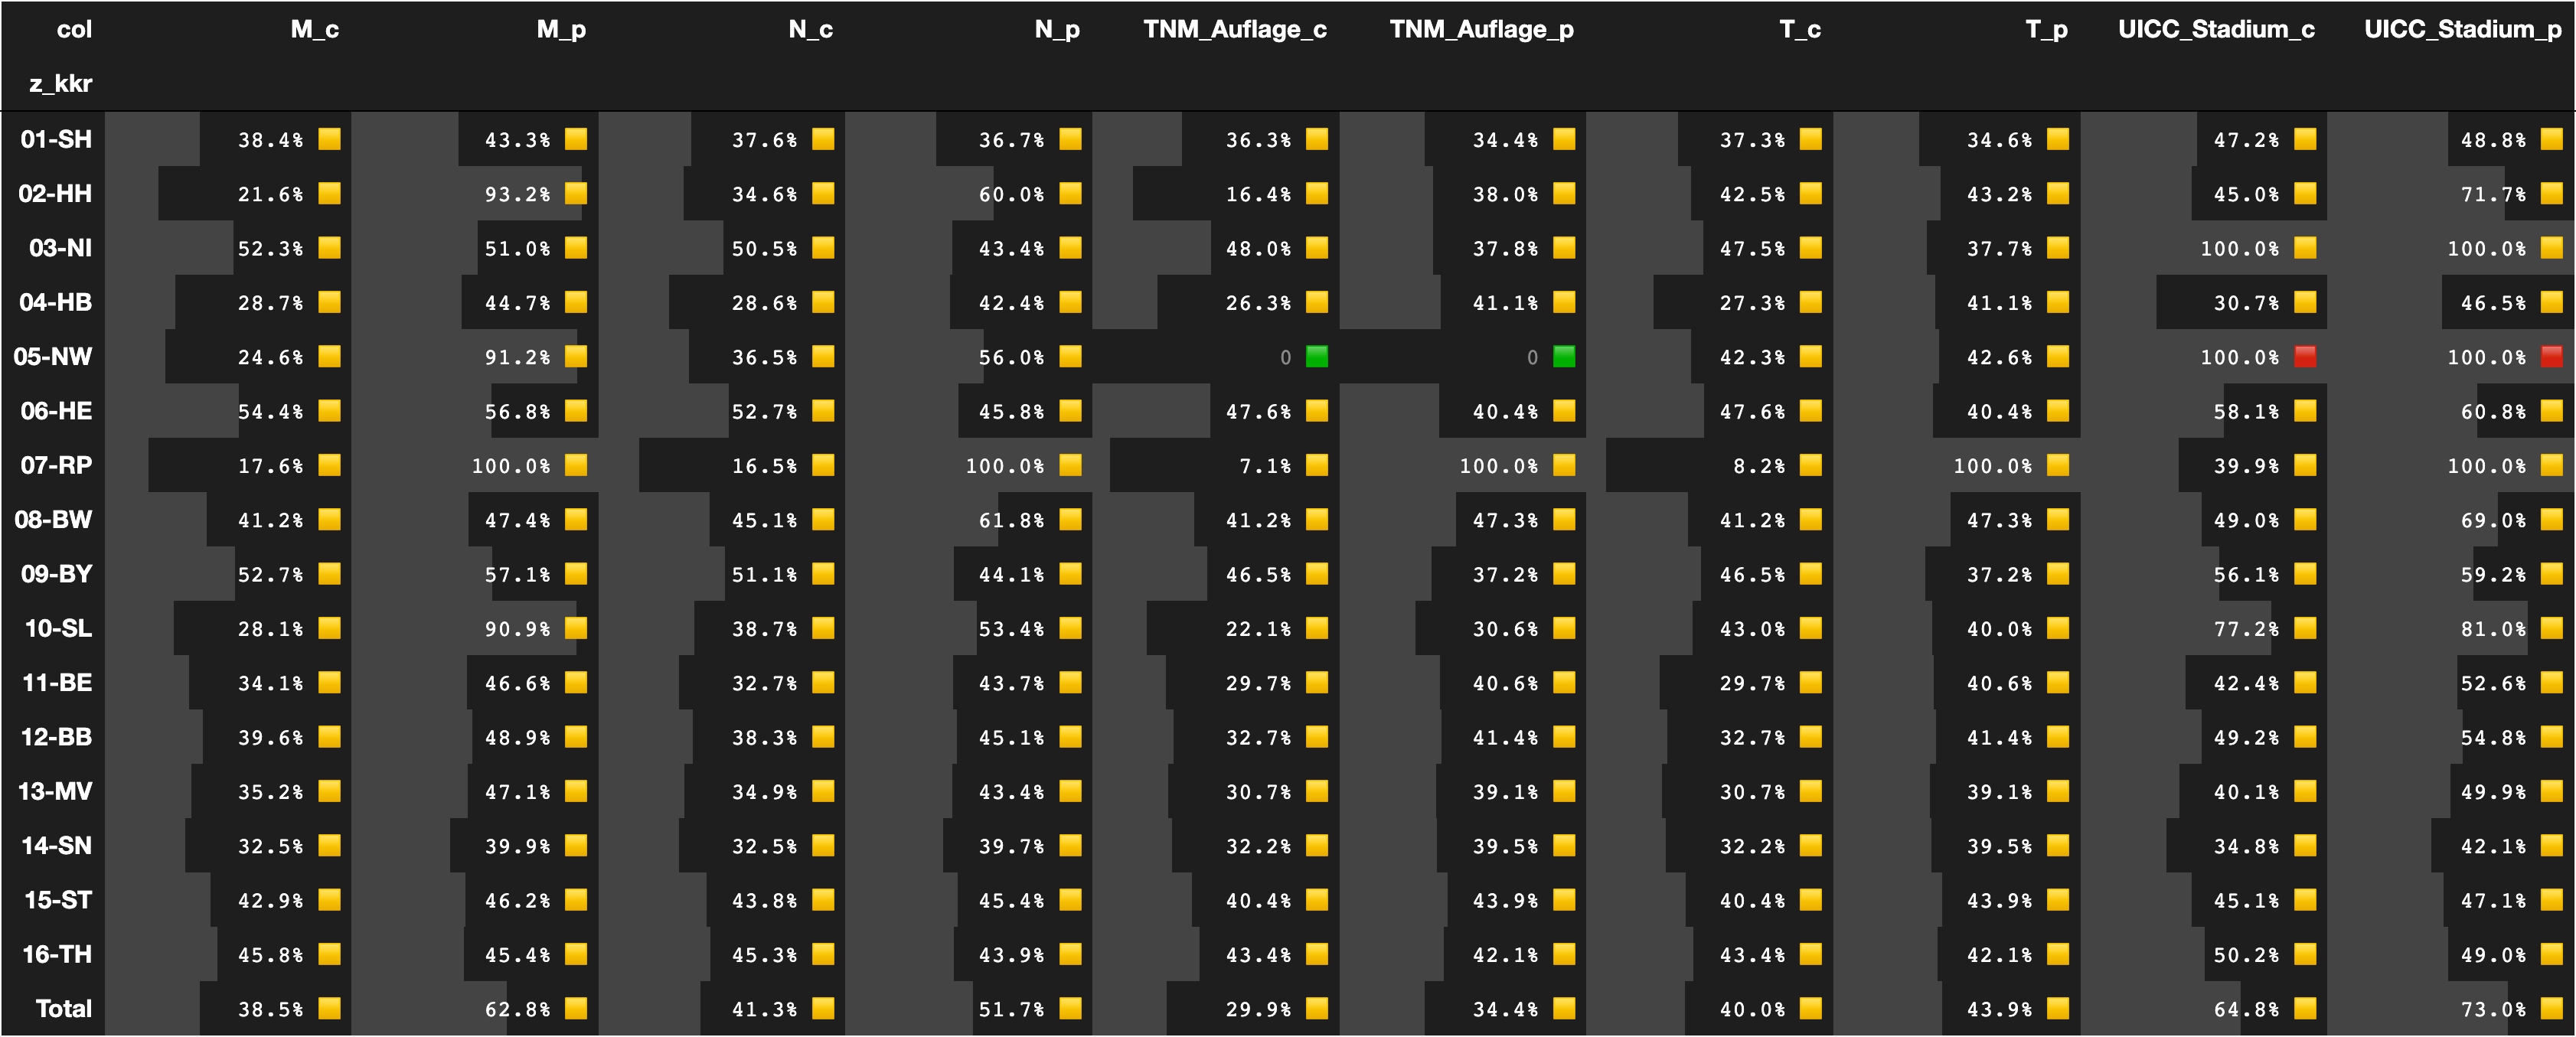 col M_c M_p N_c N_p TNM_Auflage_c TNM_Auflage_p T_c T_p UICC_Stadium_c UICC_Stadium_p
z_kkr
01-SH 38.4% 43.3% 37.6% 36.7% 36.3% 34.4% 37.3% 34.6% 47.2% 48.8%
02-HH 21.6% 93.2% 34.6% 60.0% 16.4% 38.0% 42.5% 43.2% 45.0% 71.7%
03-NI 52.3% 51.0% 50.5% 43.4% 48.0% 37.8% 47.5% 37.7% 100.0% 100.0%
04-HB 28.7% 44.7% 28.6% 42.4% 26.3% 41.1% 27.3% 41.1% 30.7% 46.5%
05-NW 24.6% 91.2% 36.5% 56.0% 0 0 42.3% 42.6% 100.0% 100.0%
06-HE 54.4% 56.8% 52.7% 45.8% 47.6% 40.4% 47.6% 40.4% 58.1% 60.8%
07-RP 17.6% 100.0% 16.5% 100.0% 7.1% 100.0% 8.2% 100.0% 39.9% 100.0%
08-BW 41.2% 47.4% 45.1% 61.8% 41.2% 47.3% 41.2% 47.3% 49.0% 69.0%
09-BY 52.7% 57.1% 51.1% 44.1% 46.5% 37.2% 46.5% 37.2% 56.1% 59.2%
10-SL 28.1% 90.9% 38.7% 53.4% 22.1% 30.6% 43.0% 40.0% 77.2% 81.0%
11-BE 34.1% 46.6% 32.7% 43.7% 29.7% 40.6% 29.7% 40.6% 42.4% 52.6%
12-BB 39.6% 48.9% 38.3% 45.1% 32.7% 41.4% 32.7% 41.4% 49.2% 54.8%
13-MV 35.2% 47.1% 34.9% 43.4% 30.7% 39.1% 30.7% 39.1% 40.1% 49.9%
14-SN 32.5% 39.9% 32.5% 39.7% 32.2% 39.5% 32.2% 39.5% 34.8% 42.1%
15-ST 42.9% 46.2% 43.8% 45.4% 40.4% 43.9% 40.4% 43.9% 45.1% 47.1%
16-TH 45.8% 45.4% 45.3% 43.9% 43.4% 42.1% 43.4% 42.1% 50.2% 49.0%
Total 38.5% 62.8% 41.3% 51.7% 29.9% 34.4% 40.0% 43.9% 64.8% 73.0%